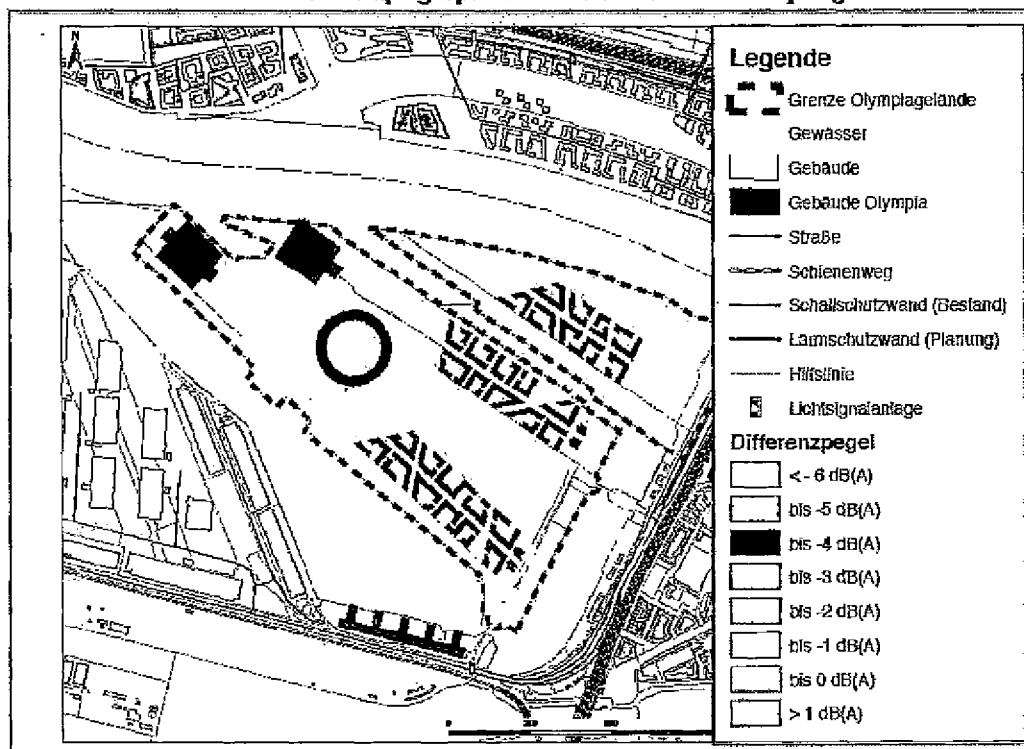 N
Legende
Grenze Olympiagelände
Gewässer
Gebäude
Gebäude Olympia
Straße
Schienenweg
Schallschutzwand (Bestand)
Lärmschutzwand (Planung)
Hilfslinie
Lichtsignalanlage
Differenzpegel
< - 6 dB(A)
bis -5 dB(A)
bis -4 dB(A)
bis -3 dB(A)
bis -2 dB(A)
bis -1 dB(A)
bis 0 dB(A)
> 1 dB(A)